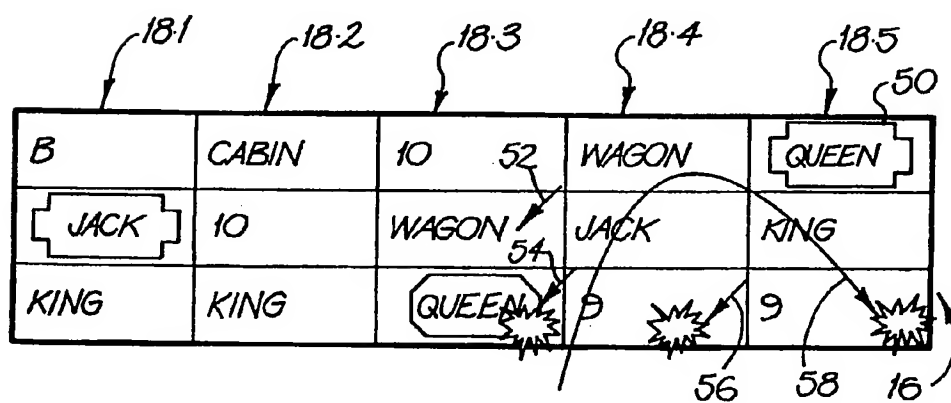 18·1 18·2 18·3 18·4 18·5
50
B CABIN 10 52 WAGON QUEEN
JACK 10 WAGON JACK KING
54
KING KING QUEEN 9 9
56 58 16